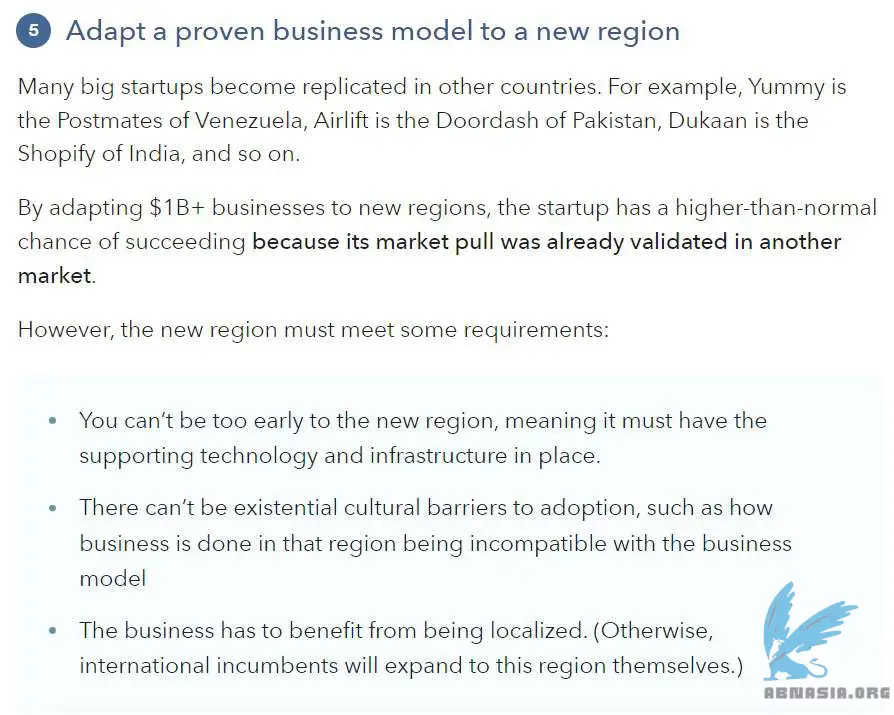 5 Adapt a proven business model to a new region
Many big startups become replicated in other countries. For example, Yummy is
the Postmates of Venezuela, Airlift is the Doordash of Pakistan, Dukaan is the
Shopify of India, and so on.
By adapting $1B+ businesses to new regions, the startup has a higher-than-normal
chance of succeeding because its market pull was already validated in another
market.
However, the new region must meet some requirements:
• You can’t be too early to the new region, meaning it must have the
supporting technology and infrastructure in place.
• There can’t be existential cultural barriers to adoption, such as how
business is done in that region being incompatible with the business
model
• The business has to benefit from being localized. (Otherwise,
international incumbents will expand to this region themselves.)
ABNASIA.ORG